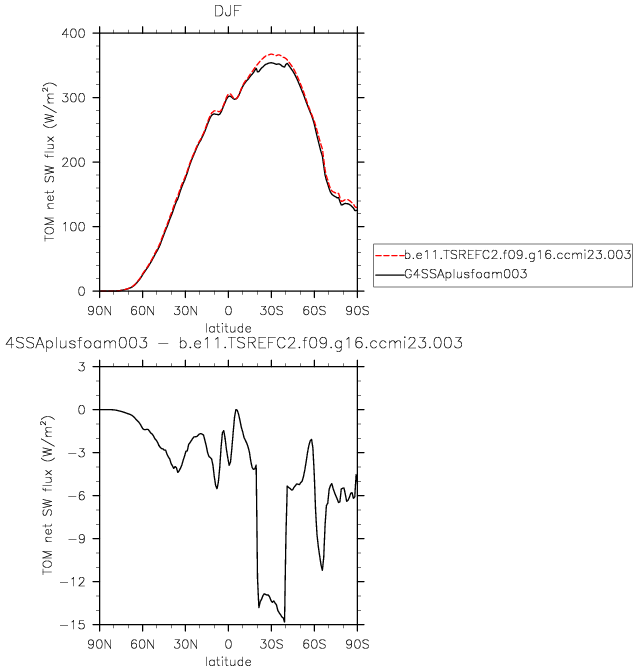 DJF
400
300
200
100
0
TOM net SW flux (W/m²)
90N 60N 30N 0 30S 60S 90S
latitude
b.e11.TSREFC2.f09.g16.ccmi23.003
G4SSAplusfoam003
4SSAplusfoam003 − b.e11.TSREFC2.f09.g16.ccmi23.003
3
0
−3
−6
−9
−12
−15
TOM net SW flux (W/m²)
90N 60N 30N 0 30S 60S 90S
latitude